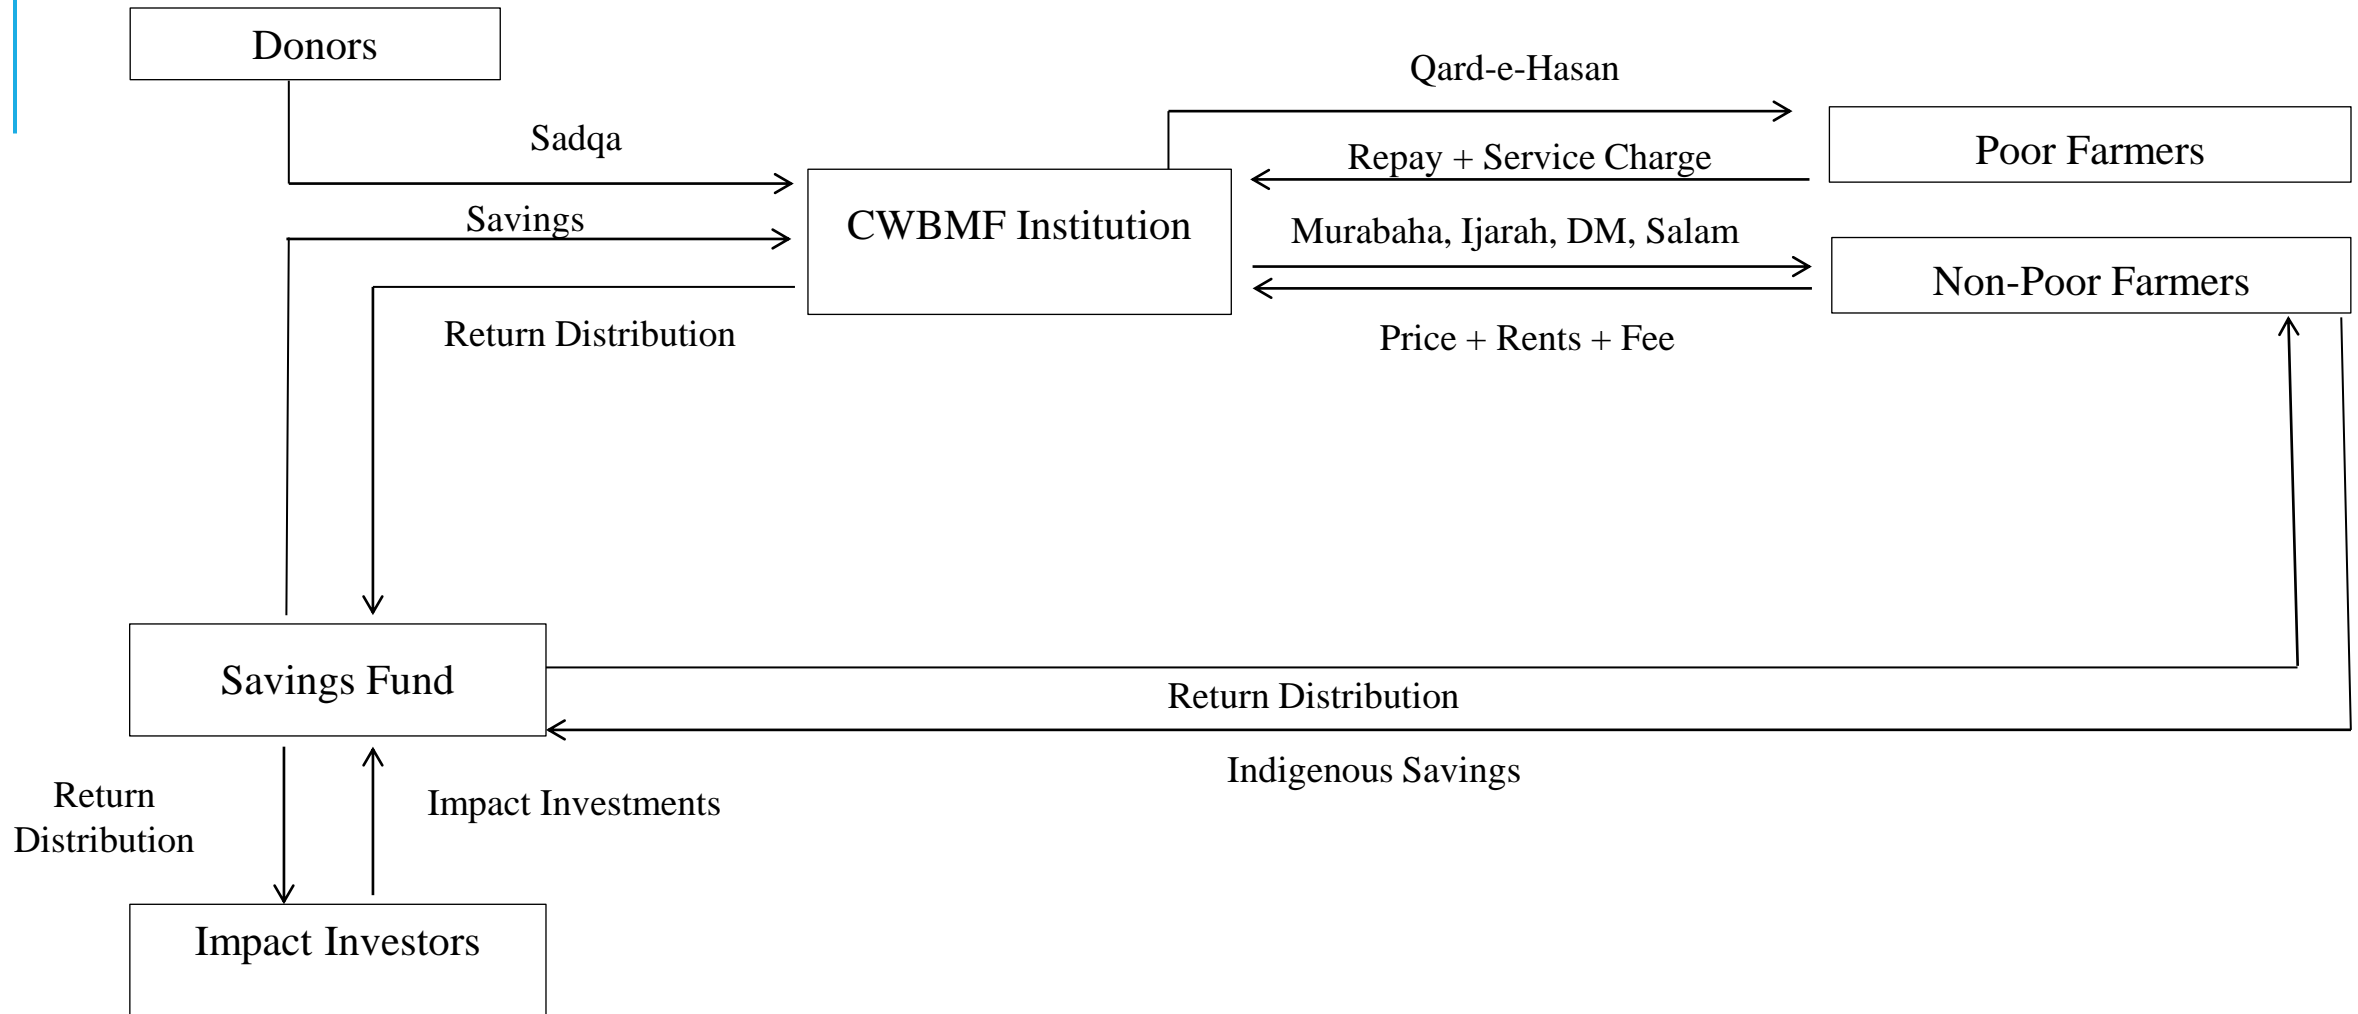 Donors
Qard-e-Hasan
Sadqa
Repay + Service Charge
Poor Farmers
Savings
CWBMF Institution
Murabaha, Ijarah, DM, Salam
Non-Poor Farmers
Return Distribution
Price + Rents + Fee
Savings Fund
Return Distribution
Indigenous Savings
Return
Distribution
Impact Investments
Impact Investors